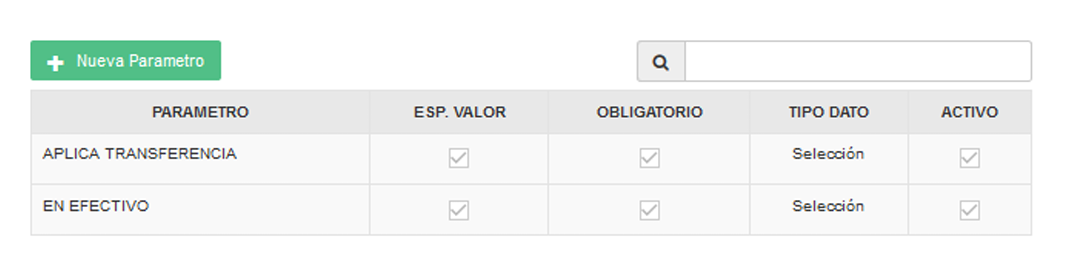 Nueva Parametro
PARAMETRO ESP. VALOR OBLIGATORIO TIPO DATO ACTIVO
APLICA TRANSFERENCIA Selección
EN EFECTIVO Selección